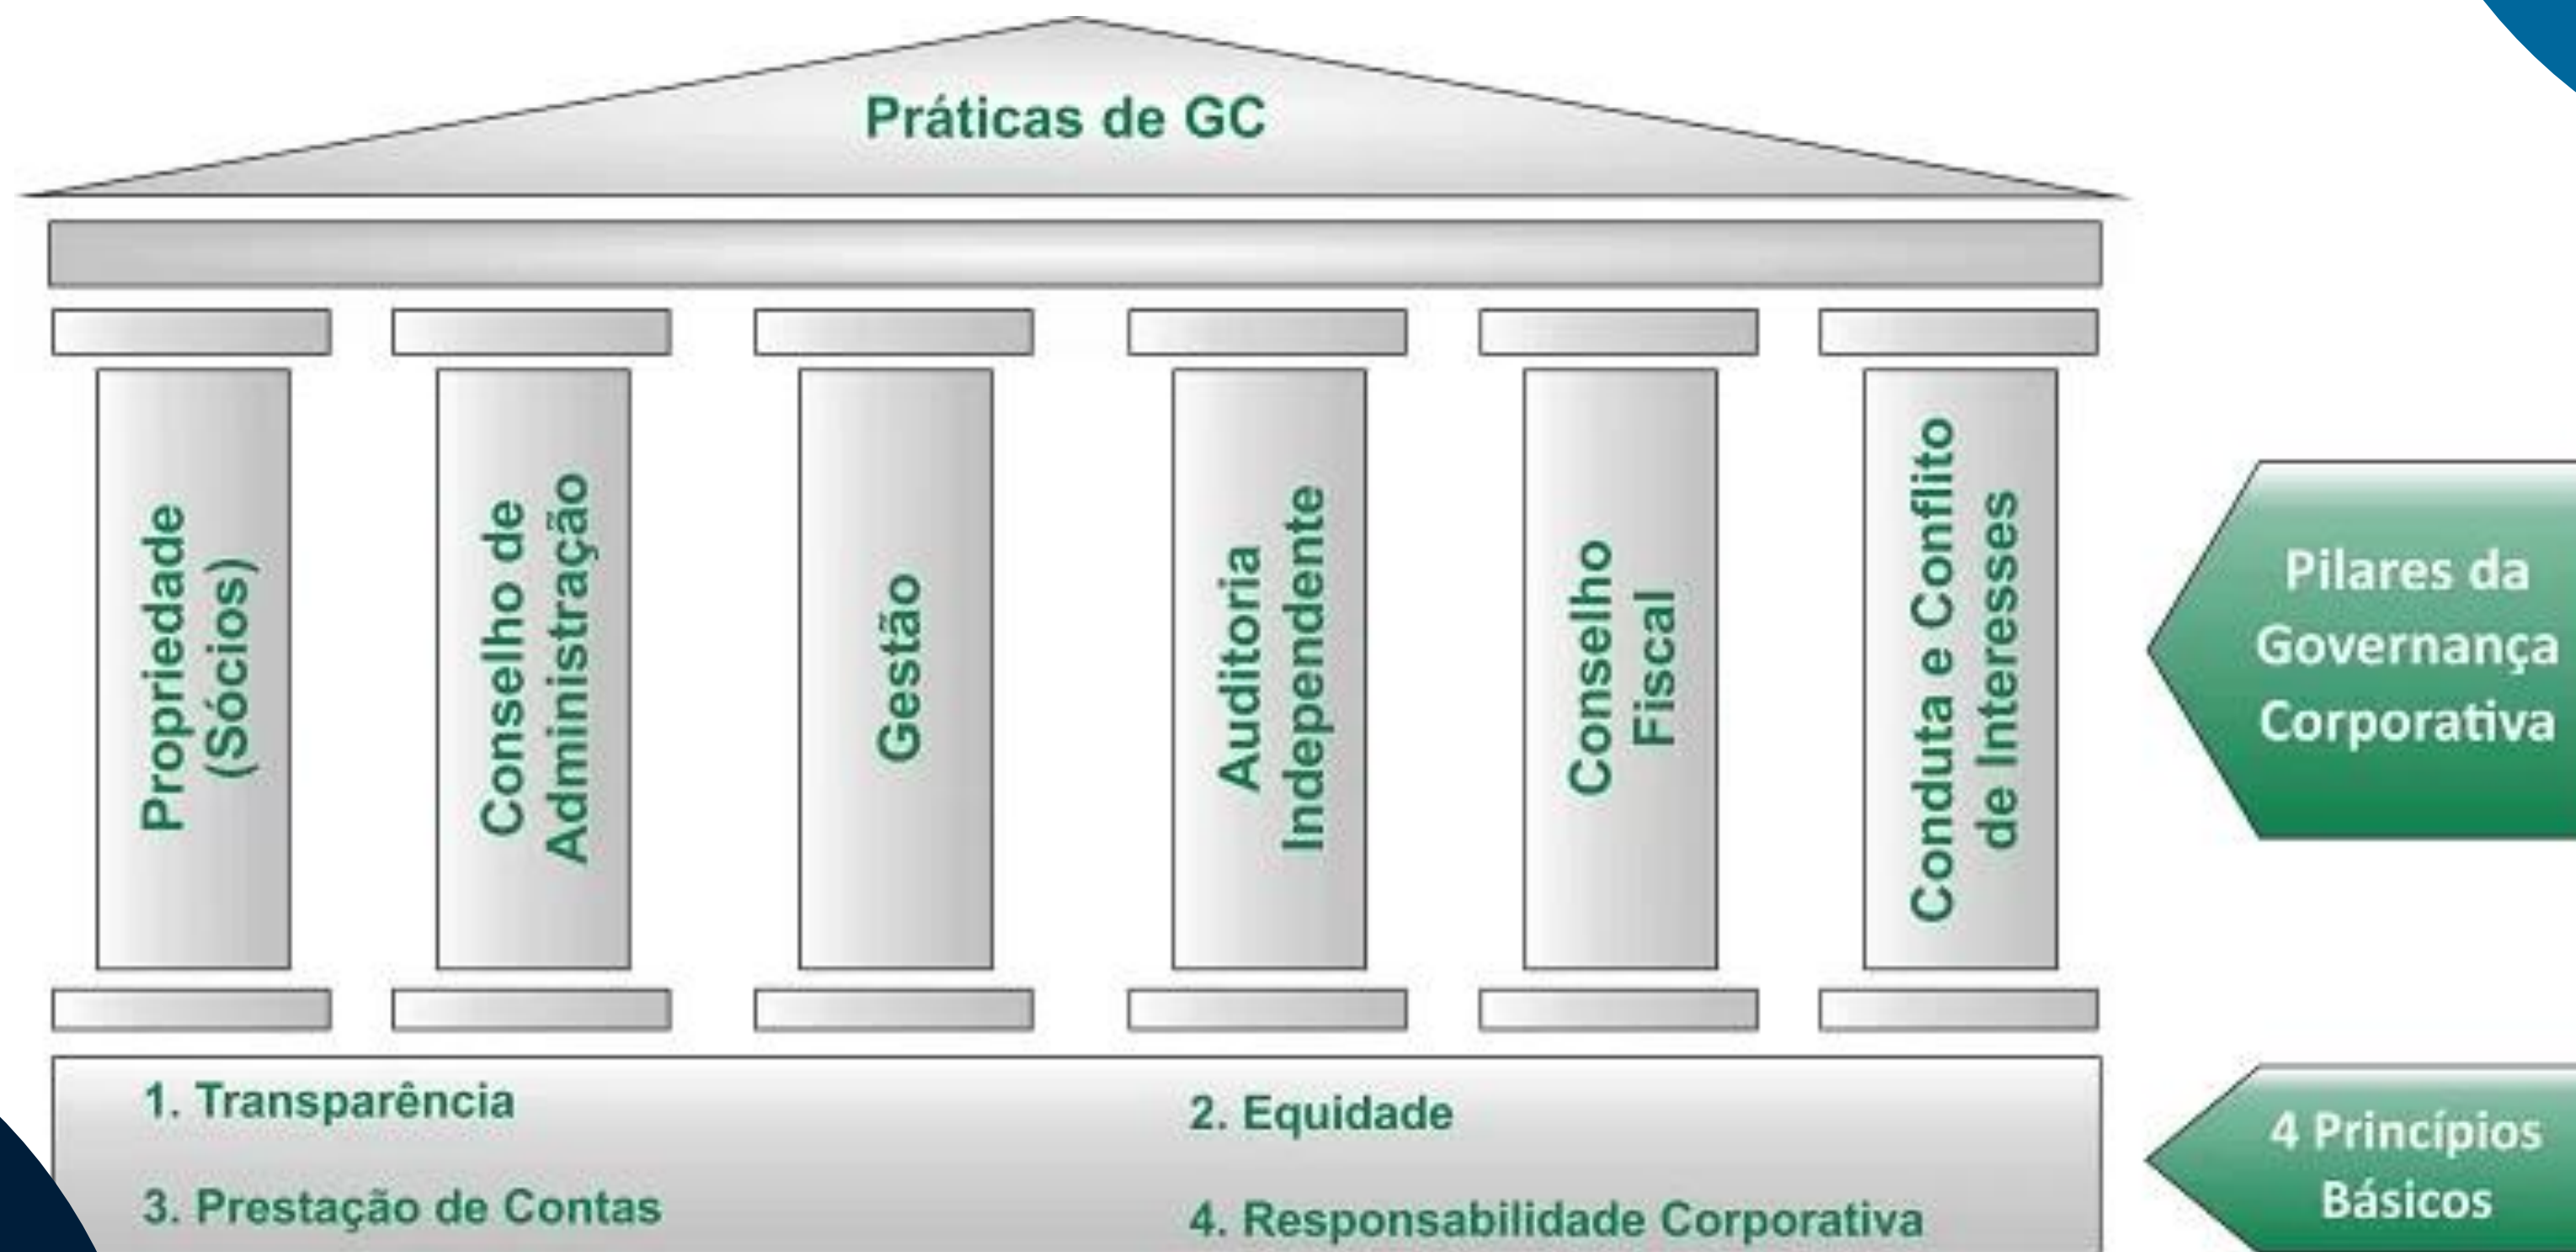 Práticas de GC
Propriedade
(Sócios)
Conselho de
Administração
Gestão
Auditoria
Independente
Conselho
Fiscal
Conduta e Conflito
de Interesses
Pilares da
Governança
Corporativa
1. Transparência
2. Equidade
3. Prestação de Contas
4. Responsabilidade Corporativa
4 Princípios
Básicos